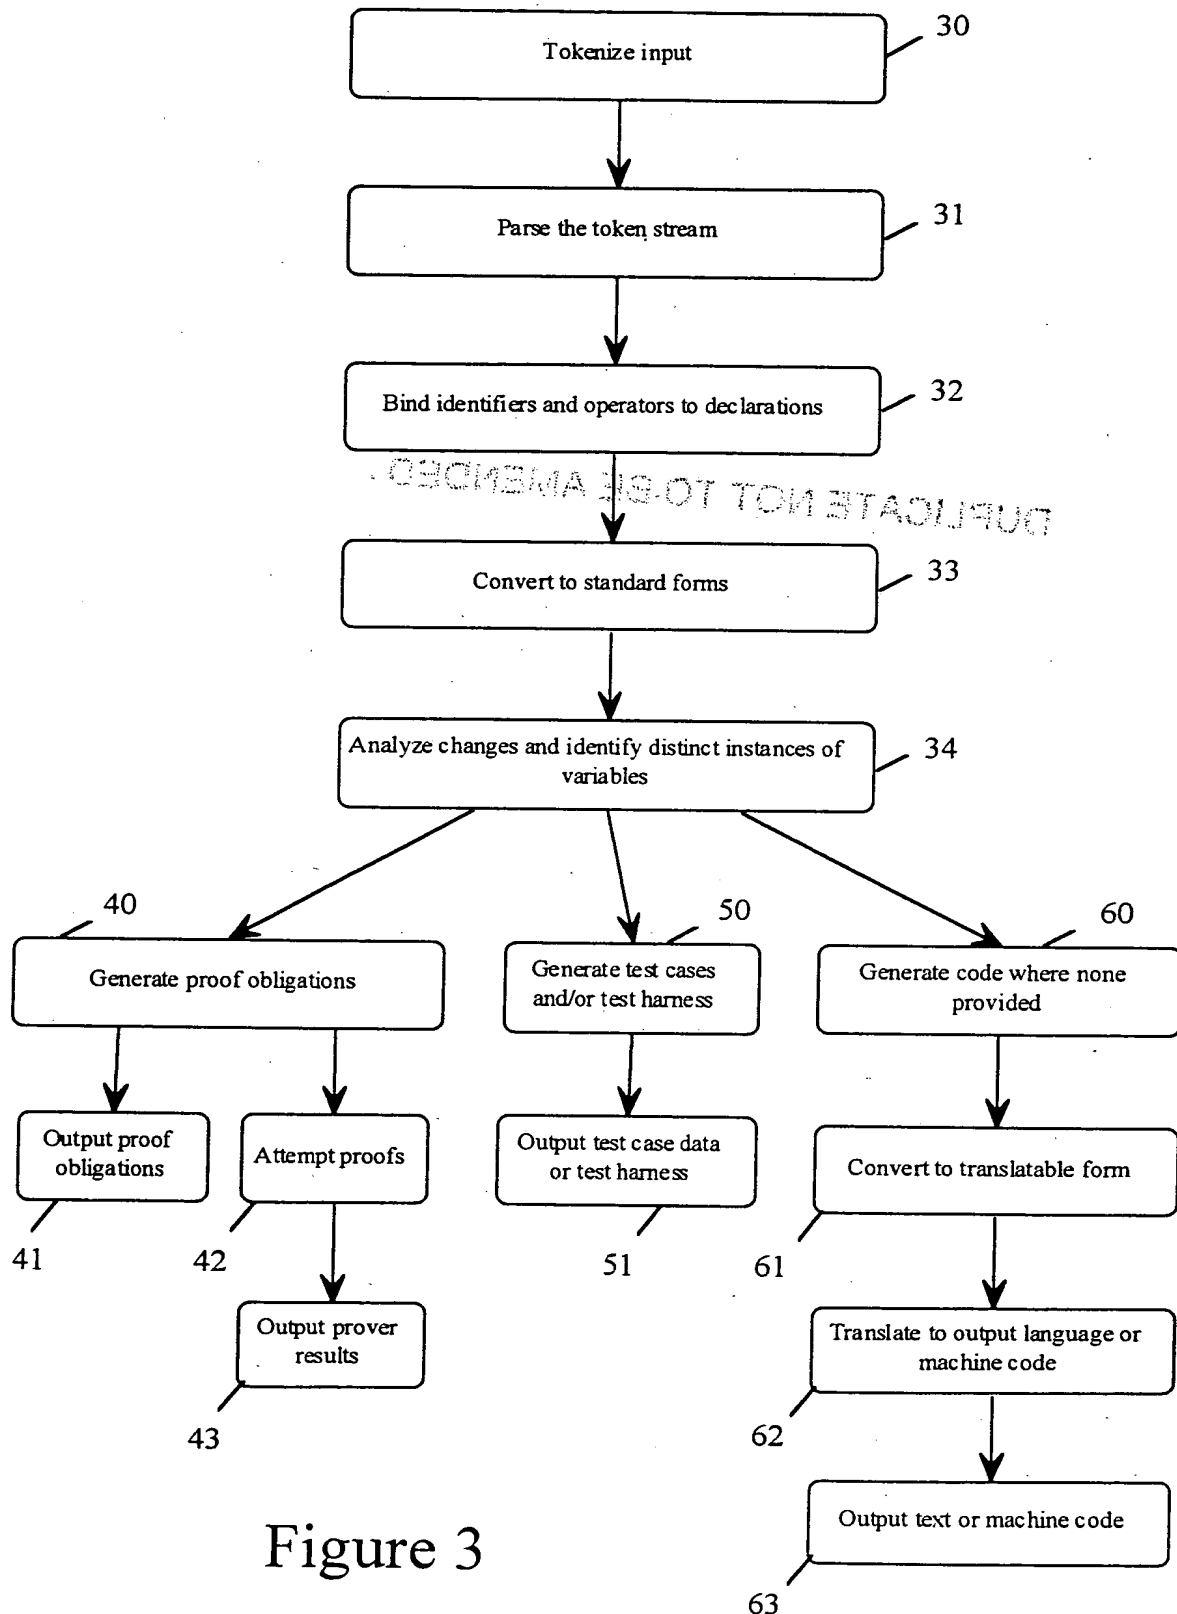 30
Tokenize input
31
Parse the token stream
32
Bind identifiers and operators to declarations
DUPLICATE NOT TO BE AMENDED
33
Convert to standard forms
34
Analyze changes and identify distinct instances of
variables
40
50
60
Generate proof obligations
Generate test cases
and/or test harness
Generate code where none
provided
Output proof
obligations
Attempt proofs
Output test case data
or test harness
Convert to translatable form
41
42
51
61
Output prover
results
Translate to output language or
machine code
43
62
Output text or machine code
Figure 3
63